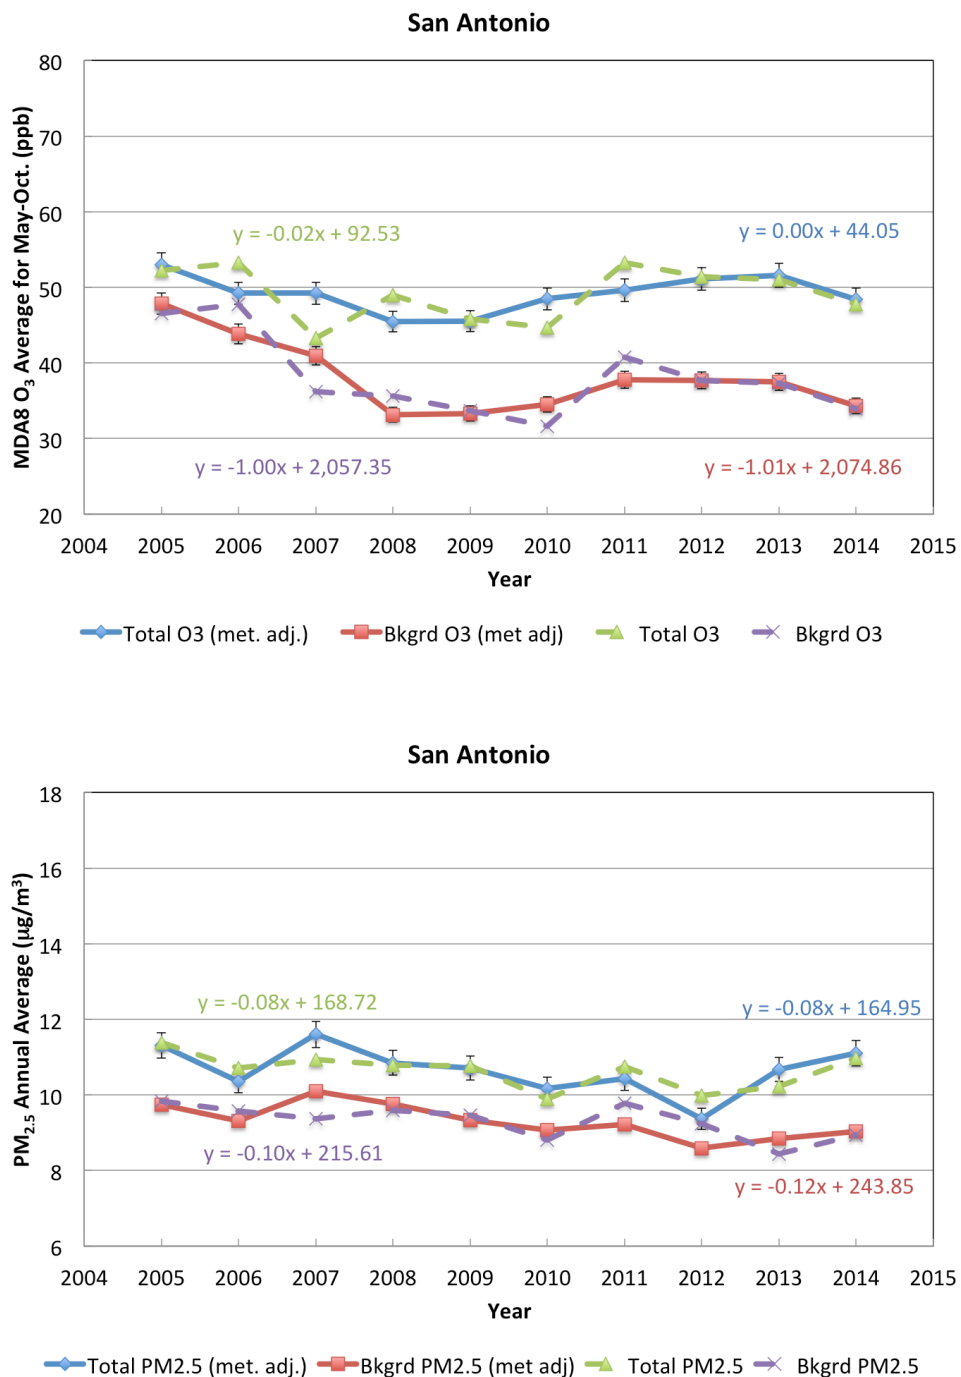 San Antonio
MDA8 O3 Average for May-Oct. (ppb)
80
70
60
50
40
30
20
y = -0.02x + 92.53
y = 0.00x + 44.05
y = -1.00x + 2,057.35
y = -1.01x + 2,074.86
2004 2005 2006 2007 2008 2009 2010 2011 2012 2013 2014 2015
Year
Total O3 (met. adj.) Bkgrd O3 (met adj) Total O3 Bkgrd O3
San Antonio
PM2.5 Annual Average (µg/m³)
18
16
14
12
10
8
6
y = -0.08x + 168.72
y = -0.08x + 164.95
y = -0.10x + 215.61
y = -0.12x + 243.85
2004 2005 2006 2007 2008 2009 2010 2011 2012 2013 2014 2015
Year
Total PM2.5 (met. adj.) Bkgrd PM2.5 (met adj) Total PM2.5 Bkgrd PM2.5